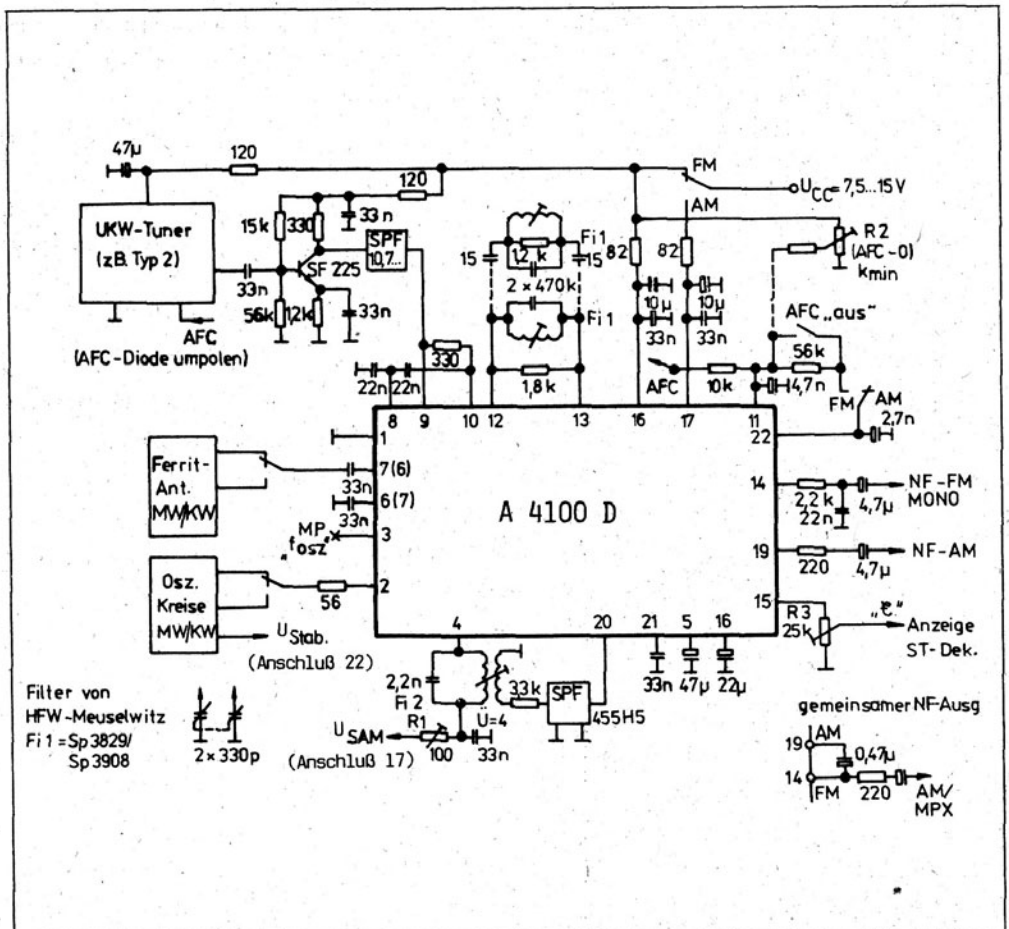 47µ
120
FM
UCC = 7,5...15 V
120
UKW-Tuner
(z.B. Typ 2)
15k
330
33n
SPF
10,7...
SF 225
33n
56k
33n
AFC
(AFC-Diode umpolen)
330
22n
22n
Fi 1
15
1,2 k
15
2 × 470k
Fi 1
1,8k
AM
82
82
10µ
10µ
33n
33n
R2
(AFC-0)
kmin
AFC „aus"
56k
AFC
10k
4,7n
FM
AM
2,7n
8
9
10
12
13
16
17
11
22
1
7(6)
33n
6(7)
33n
3
MP
„fosz"
2
56
A 4100 D
14
2,2k
22n
4,7µ
NF-FM
MONO
19
220
4,7µ
NF-AM
15
R3
25k
Anzeige
ST-Dek.
Ferrit-
Ant.
MW/KW
Osz.
Kreise
MW/KW
UStab.
(Anschluß 22)
4
20
21
5
16
33n
47µ
22µ
2,2n
Fi 2
Ü=4
SPF
455H5
R1
100
33n
USAM
(Anschluß 17)
Filter von
HFW-Meuselwitz
Fi 1 = Sp 3829/
Sp 3908
2 × 330p
gemeinsamer NF-Ausg
19
AM
0,47µ
14
FM
220
AM/
MPX